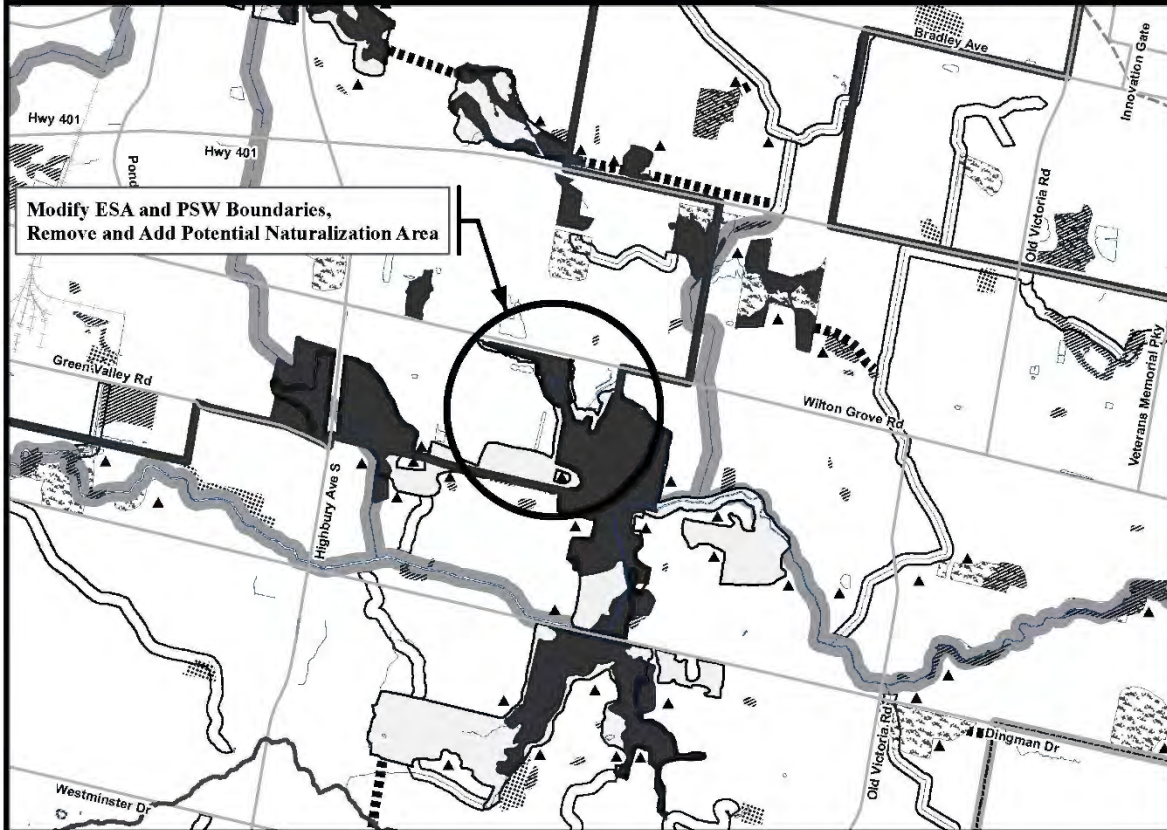 Bradley Ave
Innovation Gate
Hwy 401
Hwy 401
Pond
Old Victoria Rd
Modify ESA and PSW Boundaries,
Remove and Add Potential Naturalization Area
Veterans Memorial Pky
Green Valley Rd
Wilton Grove Rd
Highbury Ave S
Old Victoria Rd
Dingman Dr
Westminster Dr